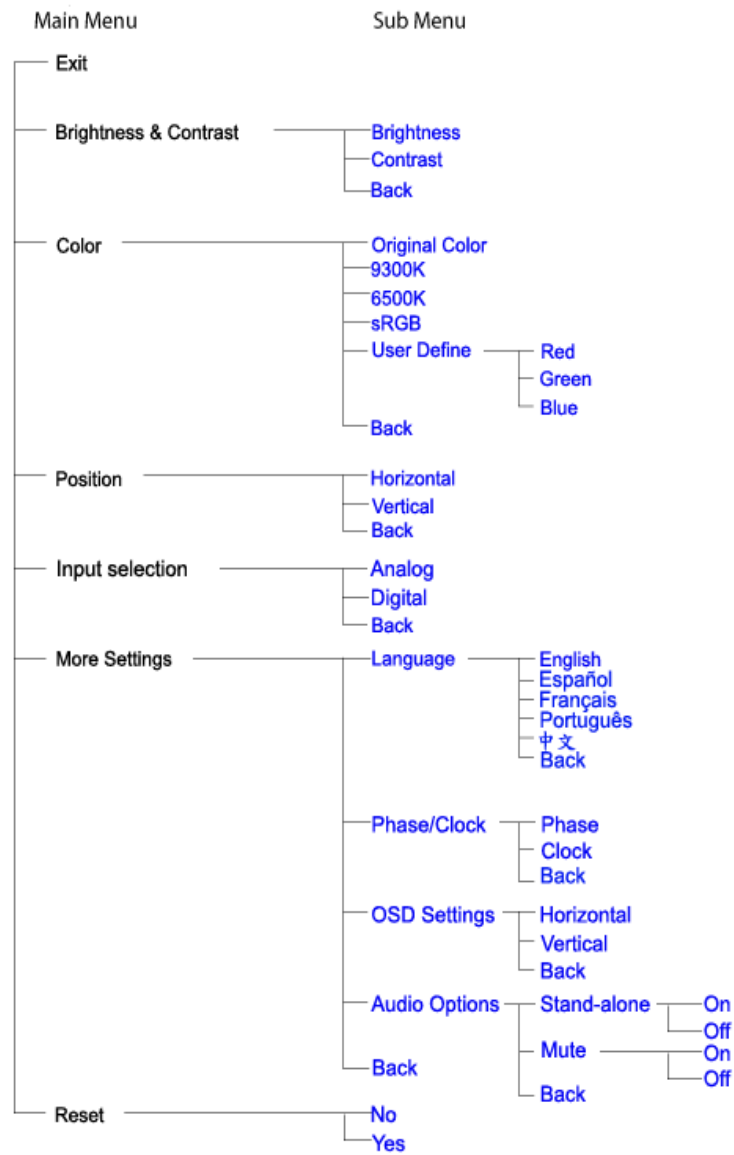 Main Menu Sub Menu
Exit
Brightness & Contrast Brightness
Contrast
Back
Color Original Color
9300K
6500K
sRGB
User Define Red
Green
Blue
Back
Position Horizontal
Vertical
Back
Input selection Analog
Digital
Back
More Settings Language English
Español
Français
Português
中文
Back
Phase/Clock Phase
Clock
Back
OSD Settings Horizontal
Vertical
Back
Audio Options Stand-alone On
Off
Mute On
Off
Back
Back
Reset No
Yes